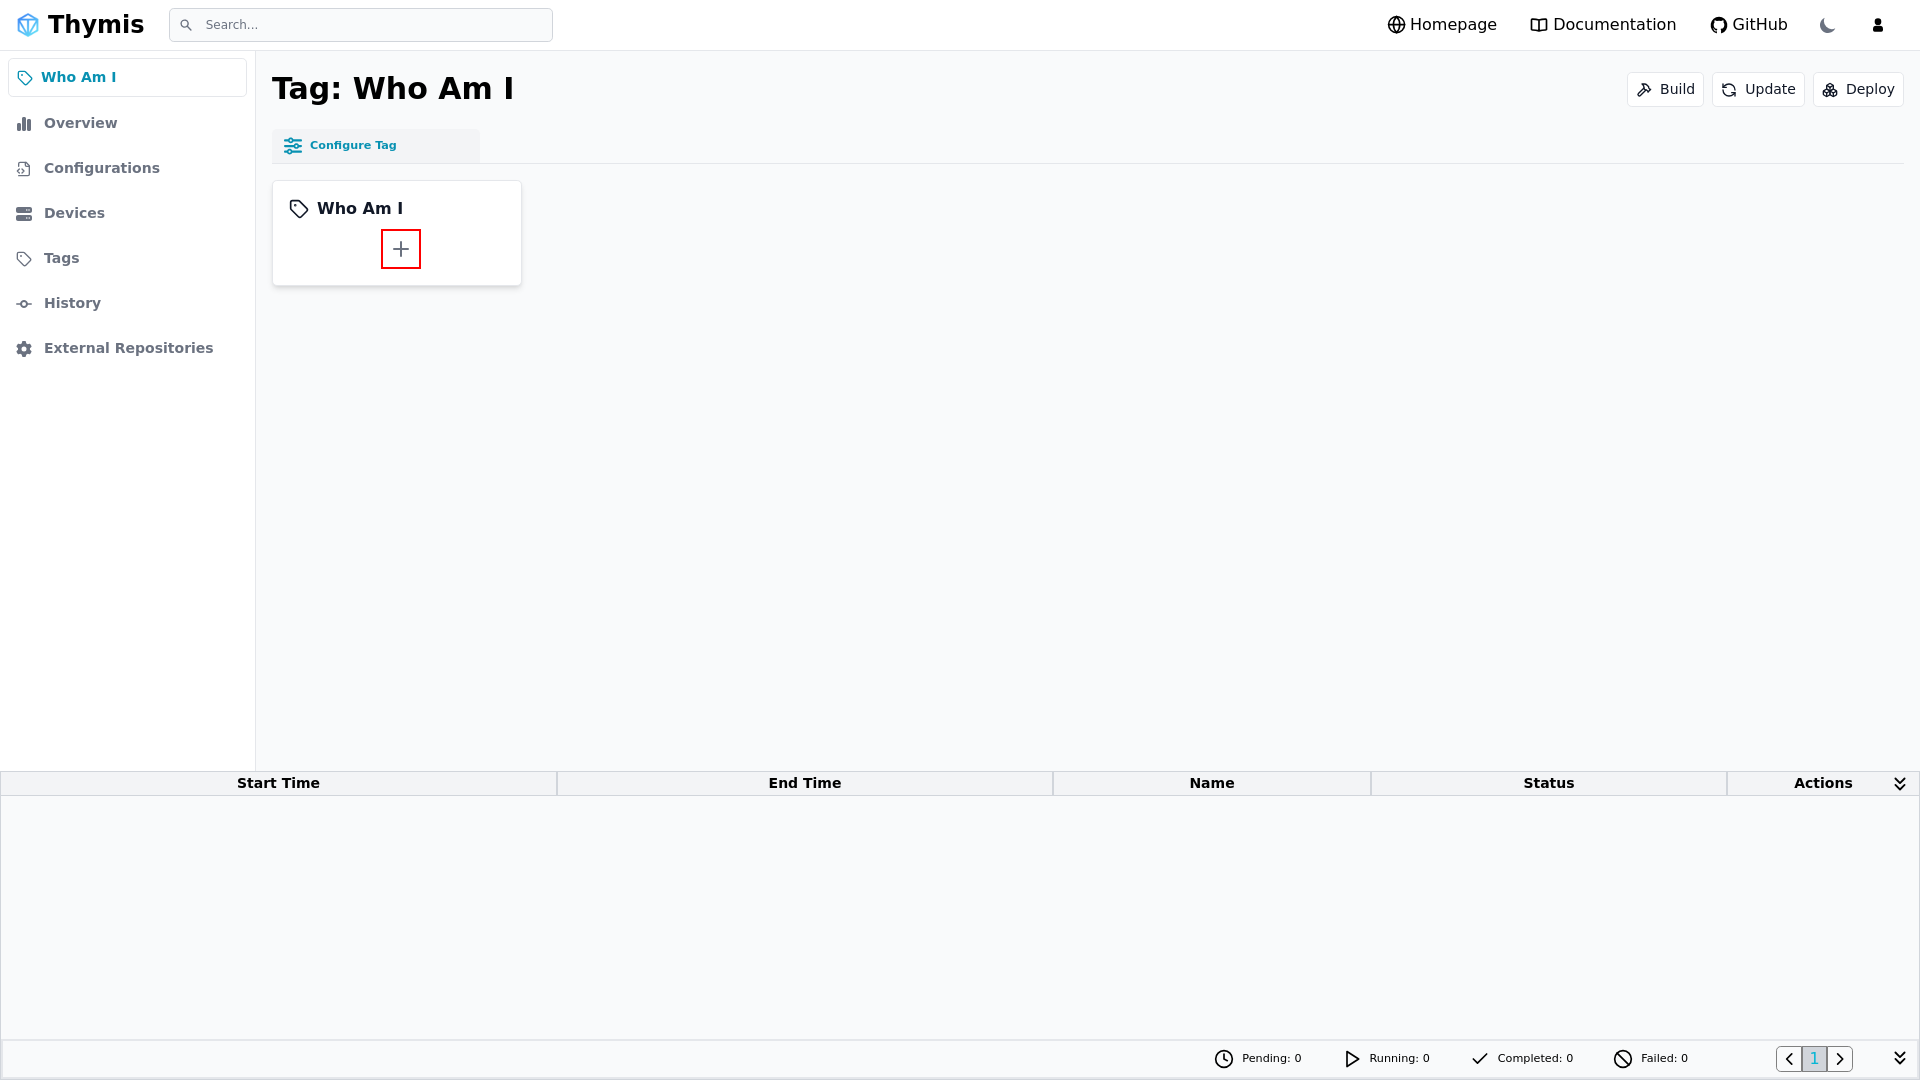 Thymis
Search...
Homepage
Documentation
GitHub
Who Am I
Overview
Configurations
Devices
Tags
History
External Repositories
Tag: Who Am I
Build
Update
Deploy
Configure Tag
Who Am I
Start Time
End Time
Name
Status
Actions
Pending: 0
Running: 0
Completed: 0
Failed: 0
1